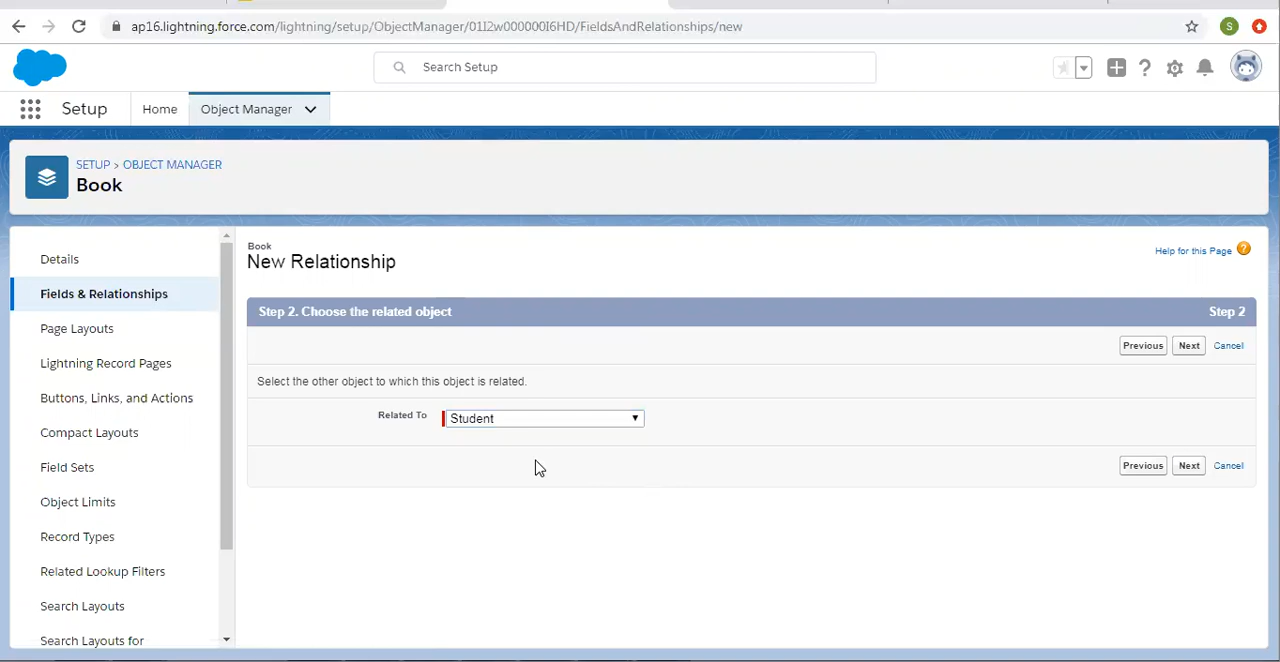 ap16.lightning.force.com/lightning/setup/ObjectManager/01I2w000000I6HD/FieldsAndRelationships/new
S
Search Setup
Setup
Home
Object Manager
SETUP > OBJECT MANAGER
Book
Details
Fields & Relationships
Page Layouts
Lightning Record Pages
Buttons, Links, and Actions
Compact Layouts
Field Sets
Object Limits
Record Types
Related Lookup Filters
Search Layouts
Search Layouts for
Book
New Relationship
Help for this Page ?
Step 2. Choose the related object
Step 2
Previous Next Cancel
Select the other object to which this object is related.
Related To
Student
Previous Next Cancel